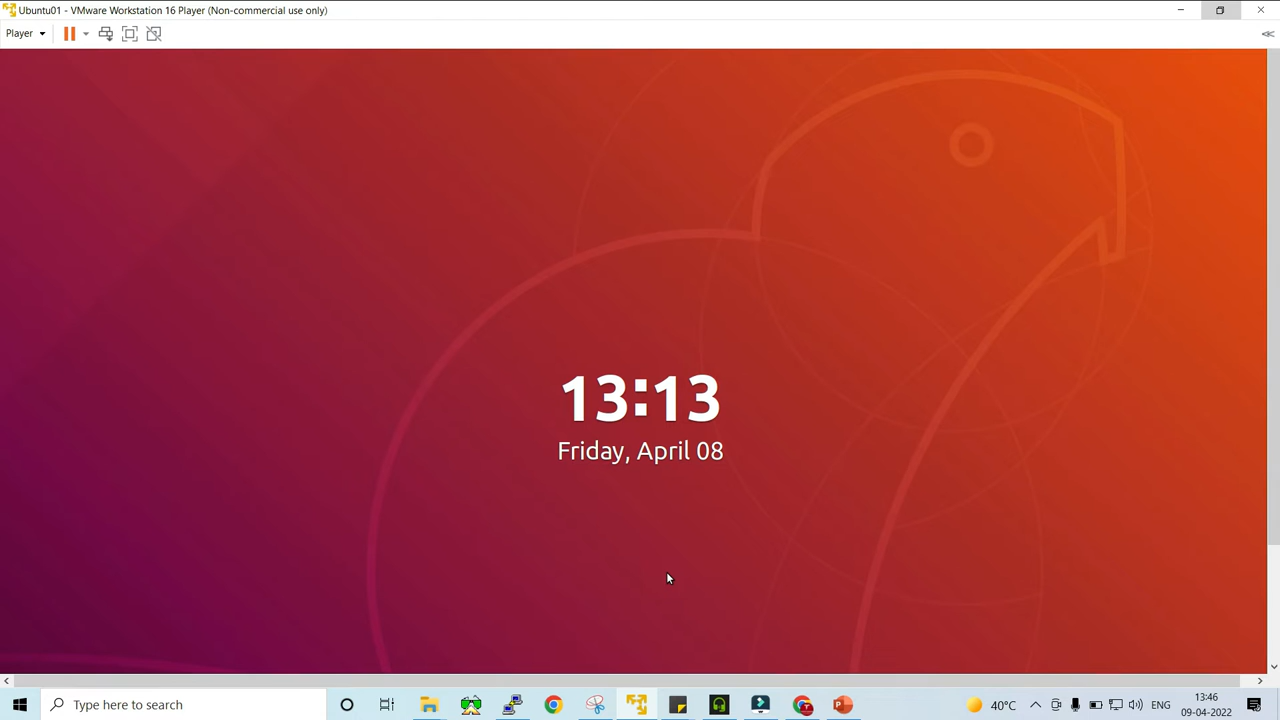 Ubuntu01 - VMware Workstation 16 Player (Non-commercial use only)
Player
13:13
Friday, April 08
Type here to search
40°C
ENG
13:46
09-04-2022